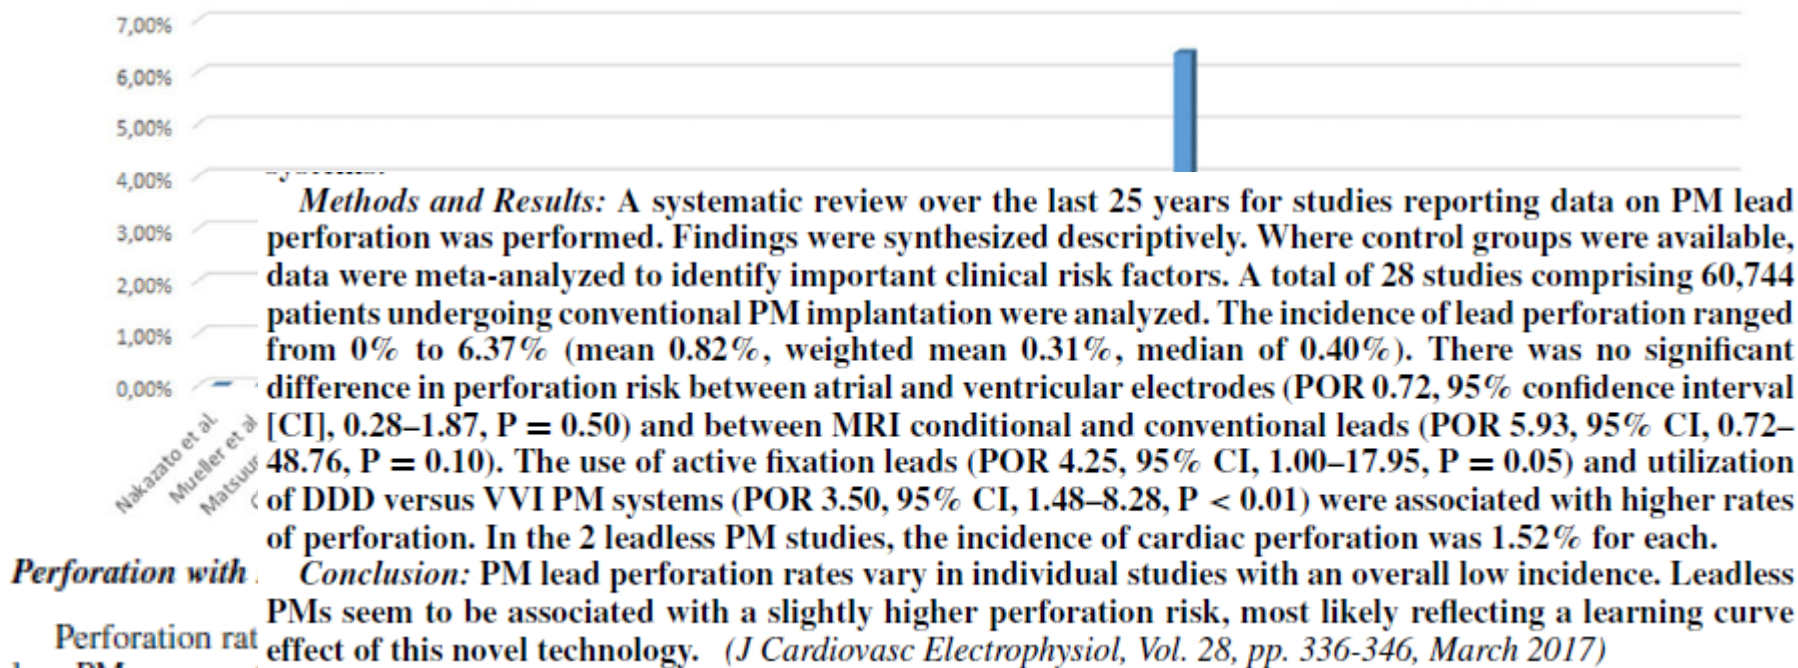 7,00%
6,00%
5,00%
4,00%
3,00%
2,00%
1,00%
0,00%
Nakazato et al.
Mueller et al
Methods and Results: A systematic review over the last 25 years for studies reporting data on PM lead
perforation was performed. Findings were synthesized descriptively. Where control groups were available,
data were meta-analyzed to identify important clinical risk factors. A total of 28 studies comprising 60,744
patients undergoing conventional PM implantation were analyzed. The incidence of lead perforation ranged
from 0% to 6.37% (mean 0.82%, weighted mean 0.31%, median of 0.40%). There was no significant
difference in perforation risk between atrial and ventricular electrodes (POR 0.72, 95% confidence interval
[CI], 0.28–1.87, P = 0.50) and between MRI conditional and conventional leads (POR 5.93, 95% CI, 0.72–
48.76, P = 0.10). The use of active fixation leads (POR 4.25, 95% CI, 1.00–17.95, P = 0.05) and utilization
of DDD versus VVI PM systems (POR 3.50, 95% CI, 1.48–8.28, P < 0.01) were associated with higher rates
of perforation. In the 2 leadless PM studies, the incidence of cardiac perforation was 1.52% for each.
Conclusion: PM lead perforation rates vary in individual studies with an overall low incidence. Leadless
PMs seem to be associated with a slightly higher perforation risk, most likely reflecting a learning curve
effect of this novel technology. (J Cardiovasc Electrophysiol, Vol. 28, pp. 336-346, March 2017)
Perforation with
Perforation rat